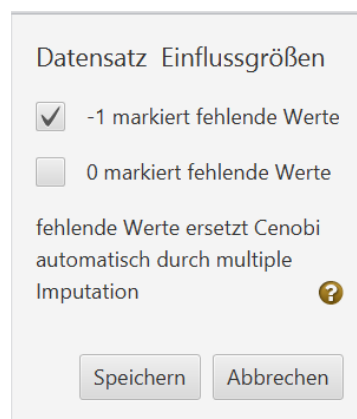 Datensatz Einflussgrößen
-1 markiert fehlende Werte
0 markiert fehlende Werte
fehlende Werte ersetzt Cenobi
automatisch durch multiple
Imputation ?
Speichern Abbrechen